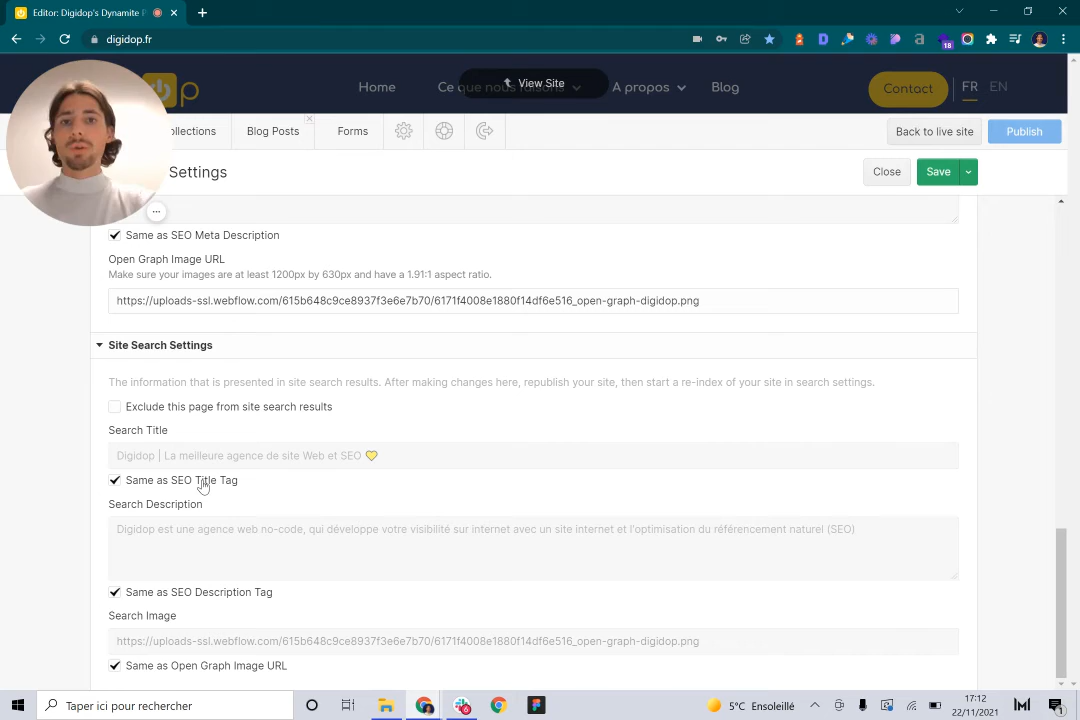 Editor: Digidop's Dynamite P
digidop.fr
18
p
Home
Ce que nous faisons
View Site
A propos
Blog
Contact
FR
EN
ollections
Blog Posts
Forms
Back to live site
Publish
Settings
Close
Save
Same as SEO Meta Description
Open Graph Image URL
Make sure your images are at least 1200px by 630px and have a 1.91:1 aspect ratio.
https://uploads-ssl.webflow.com/615b648c9ce8937f3e6e7b70/6171f4008e1880f14df6e516_open-graph-digidop.png
Site Search Settings
The information that is presented in site search results. After making changes here, republish your site, then start a re-index of your site in search settings.
Exclude this page from site search results
Search Title
Digidop | La meilleure agence de site Web et SEO 💛
Same as SEO Title Tag
Search Description
Digidop est une agence web no-code, qui développe votre visibilité sur internet avec un site internet et l'optimisation du référencement naturel (SEO)
Same as SEO Description Tag
Search Image
https://uploads-ssl.webflow.com/615b648c9ce8937f3e6e7b70/6171f4008e1880f14df6e516_open-graph-digidop.png
Same as Open Graph Image URL
Taper ici pour rechercher
6
5°C Ensoleillé
17:12
22/11/2021
1